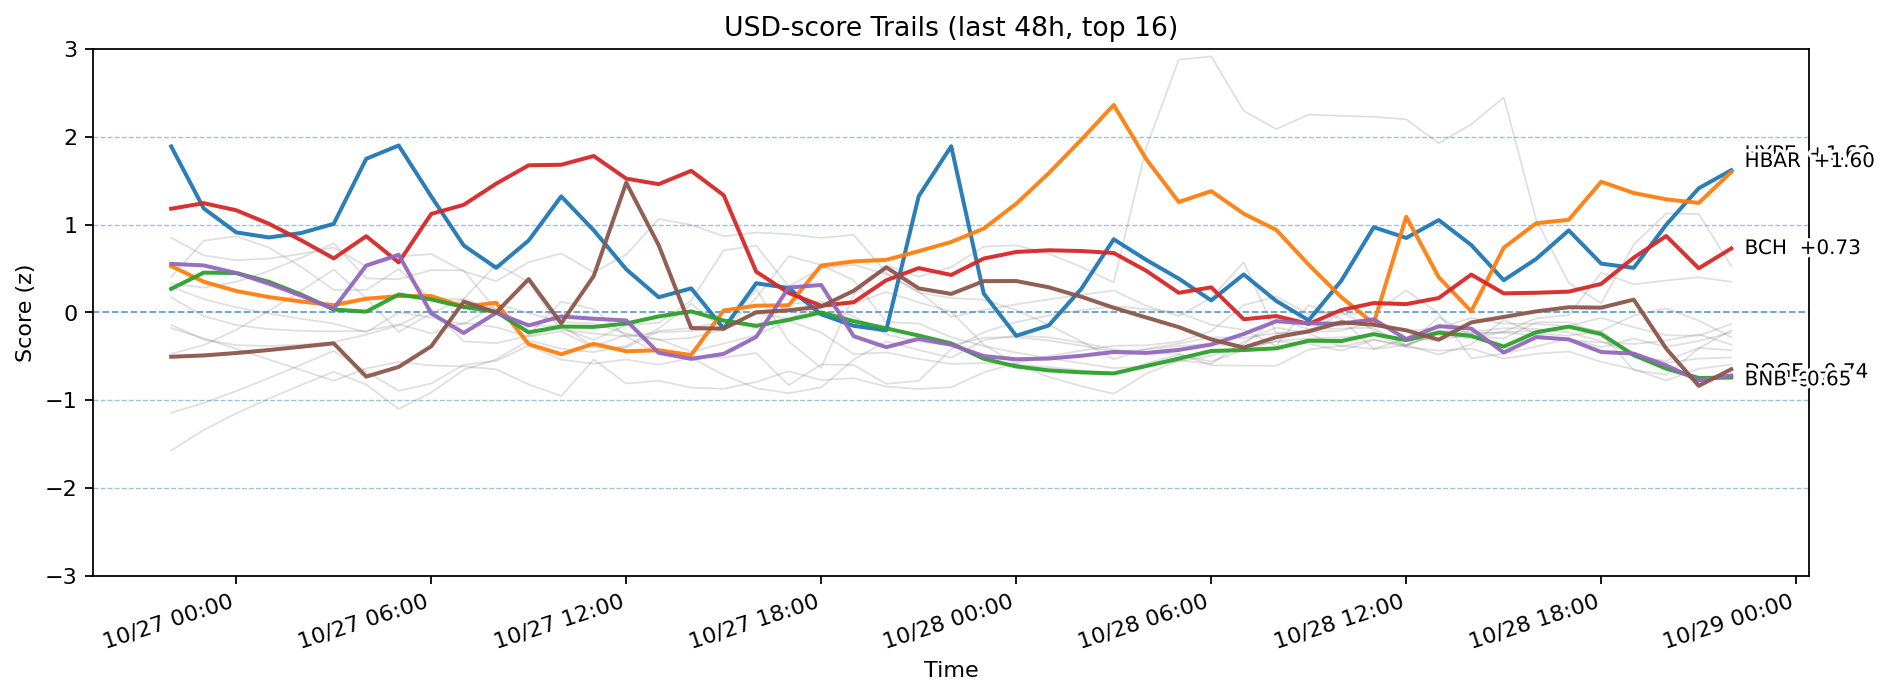 USD-score Trails (last 48h, top 16)
Score (z)
3
2
1
0
−1
−2
−3
HBAR +1.60
BCH +0.73
BNB -0.65
10/27 00:00
10/27 06:00
10/27 12:00
10/27 18:00
10/28 00:00
10/28 06:00
10/28 12:00
10/28 18:00
10/29 00:00
Time